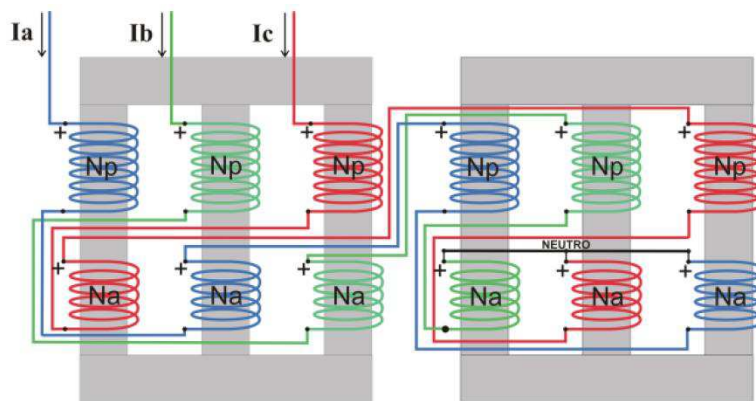 Ia Ib Ic
+ + + + + +
Np Np Np Np Np Np
NEUTRO
+ + + + + +
Na Na Na Na Na Na